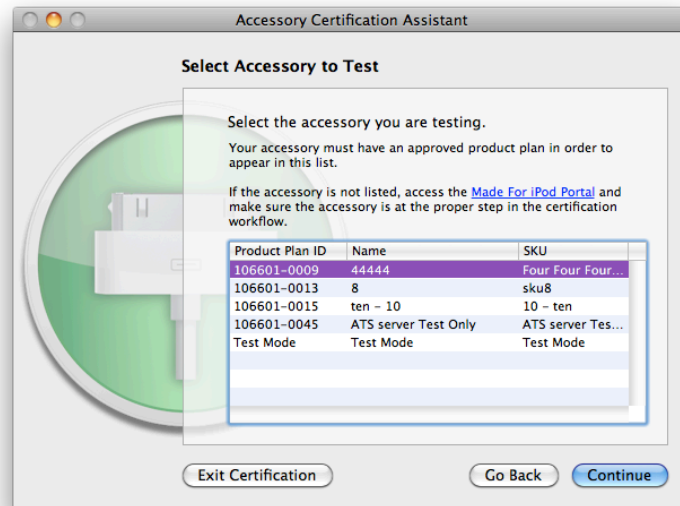 Accessory Certification Assistant
Select Accessory to Test
Select the accessory you are testing.
Your accessory must have an approved product plan in order to
appear in this list.
If the accessory is not listed, access the Made For iPod Portal and
make sure the accessory is at the proper step in the certification
workflow.
Product Plan ID Name SKU
106601-0009 44444 Four Four Four...
106601-0013 8 sku8
106601-0015 ten - 10 10 - ten
106601-0045 ATS server Test Only ATS server Tes...
Test Mode Test Mode Test Mode
Exit Certification Go Back Continue